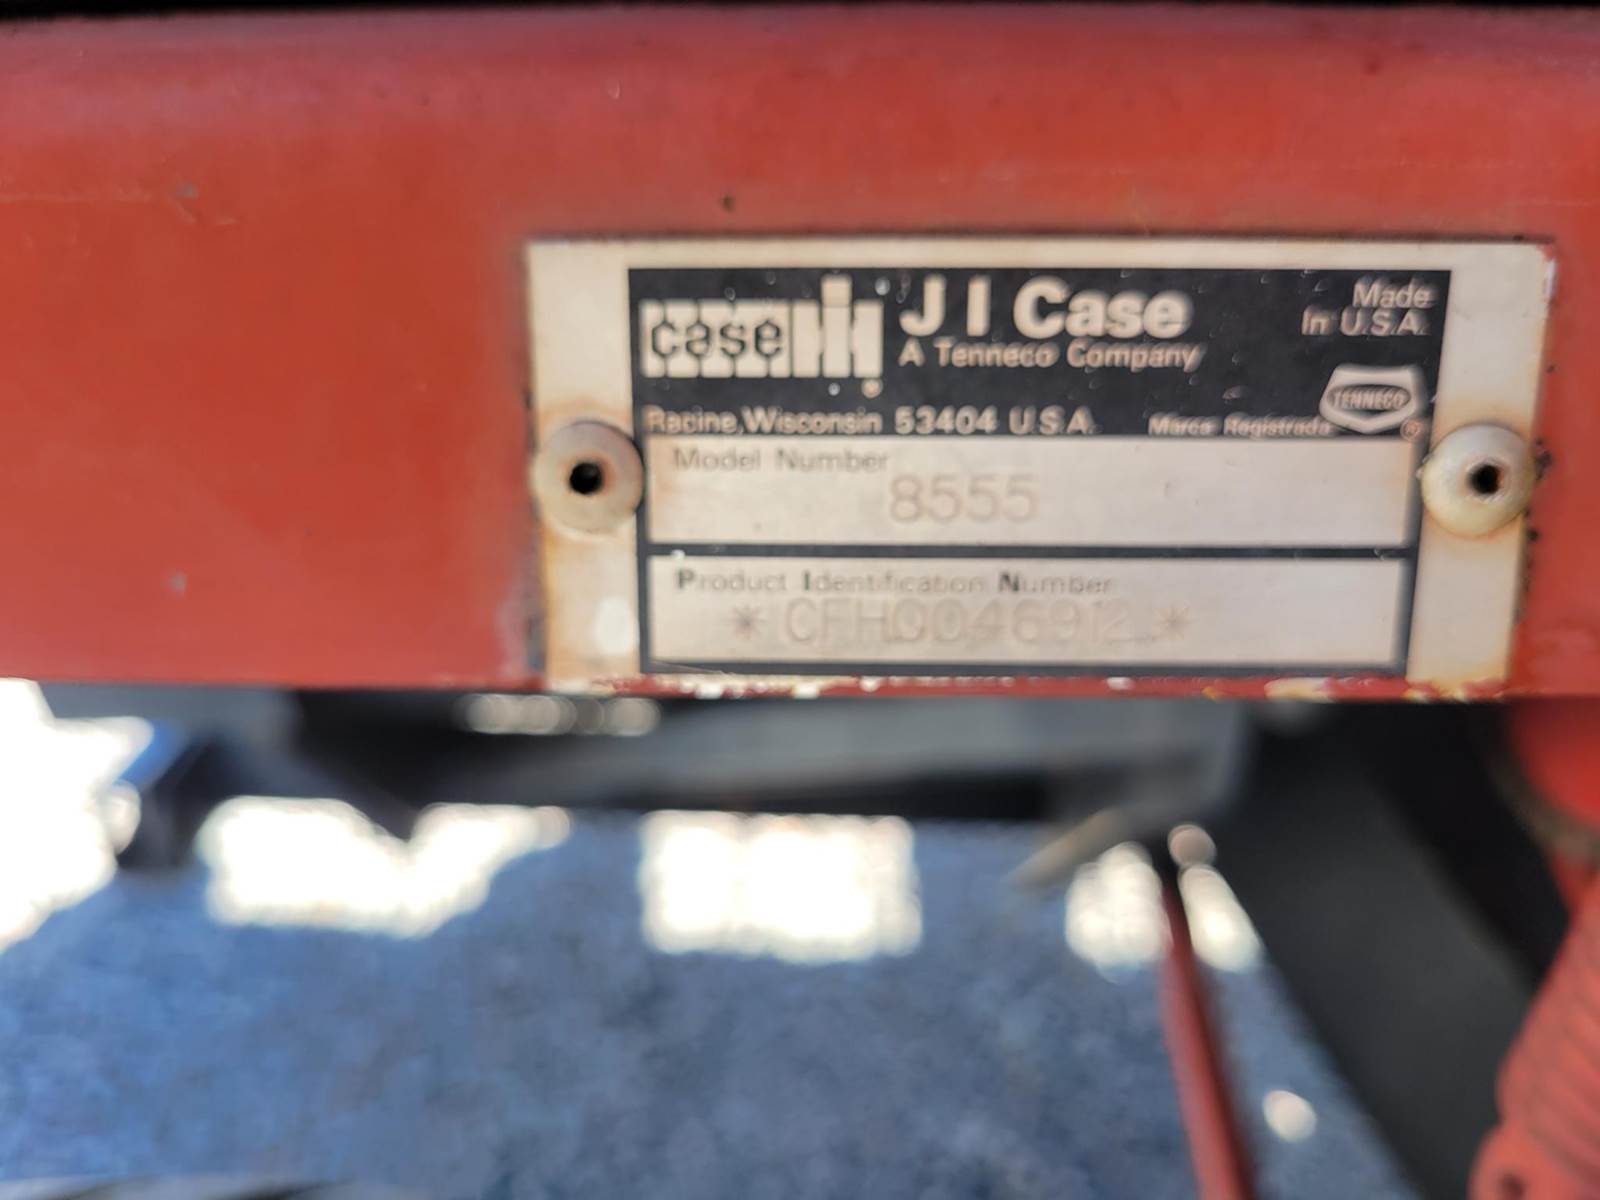 case IH ®
J I Case
A Tenneco Company
Made
In U.S.A.
TENNECO ®
Racine, Wisconsin 53404 U.S.A.
Marca Registrada
Model Number
8555
Product Identification Number
*CFH0046912*